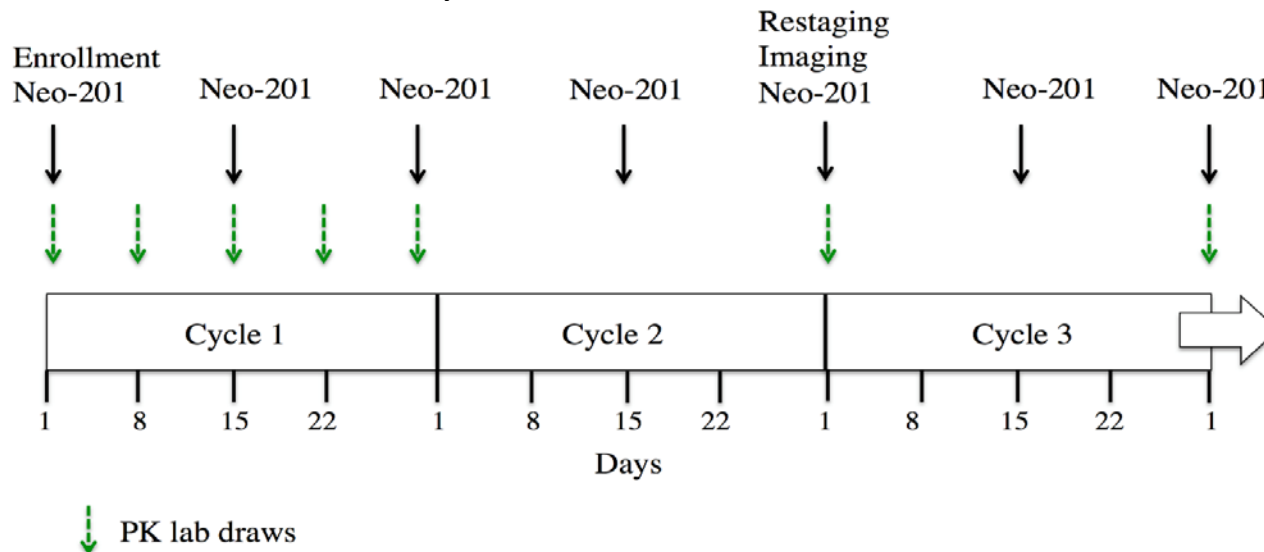 Enrollment
Neo-201
Neo-201
Neo-201
Neo-201
Restaging
Imaging
Neo-201
Neo-201
Neo-201
Cycle 1
Cycle 2
Cycle 3
1 8 15 22 1 8 15 22 1 8 15 22 1
Days
PK lab draws